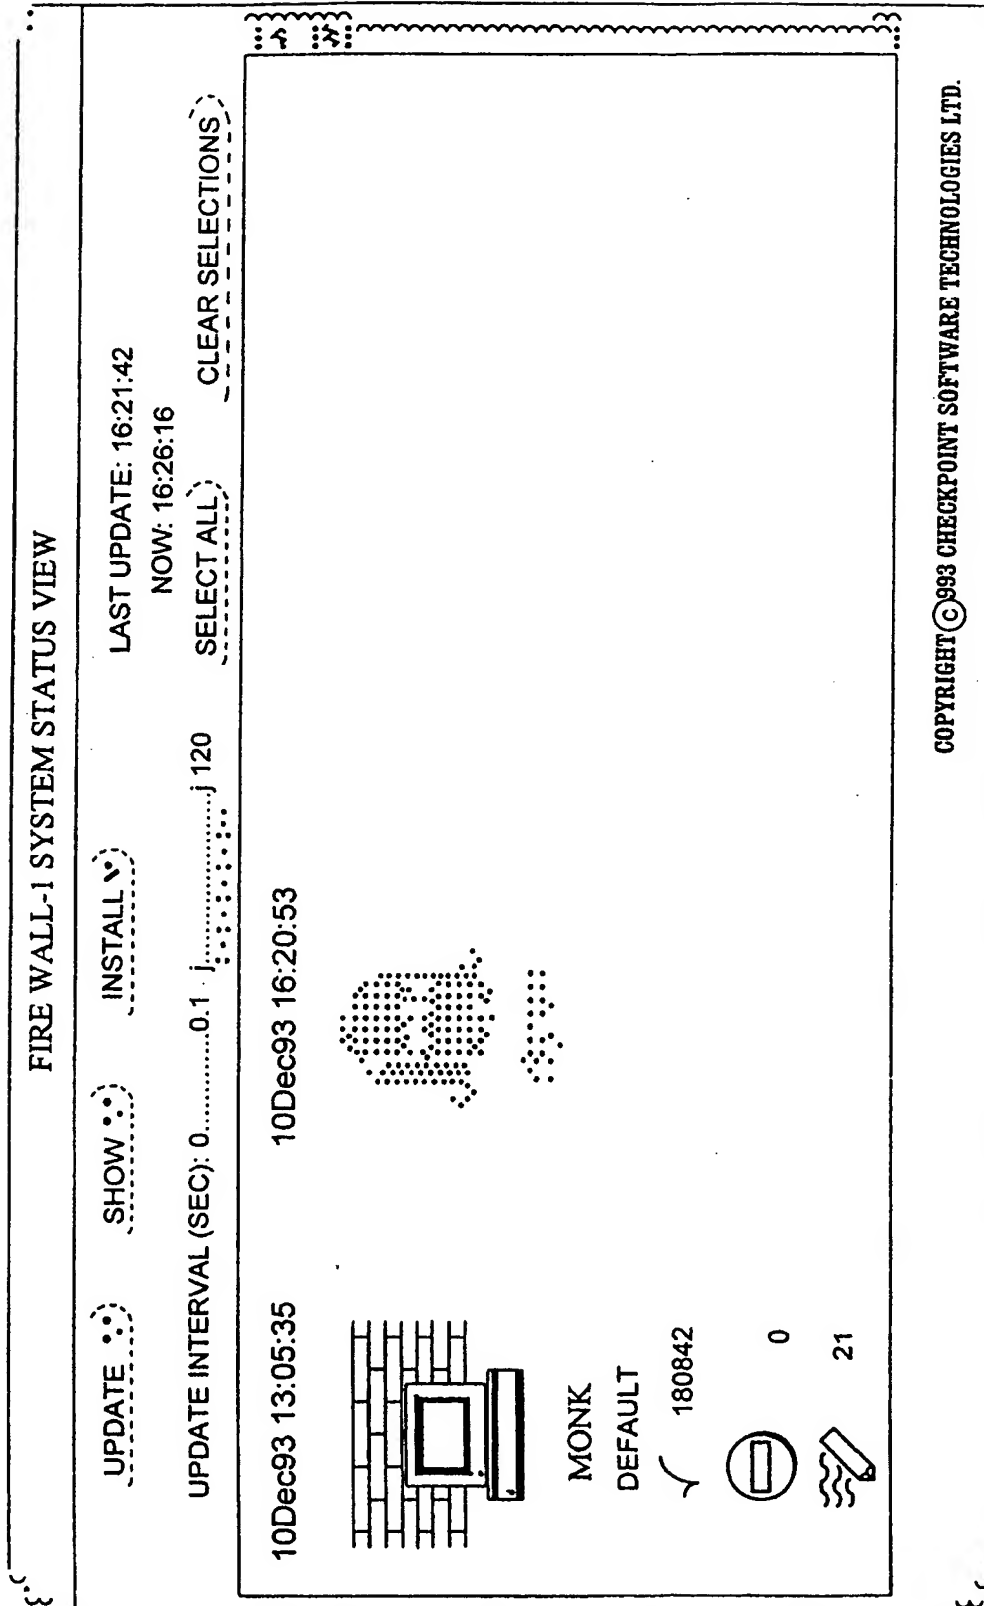 FIRE WALL-1 SYSTEM STATUS VIEW
UPDATE SHOW INSTALL LAST UPDATE: 16:21:42
NOW: 16:26:16
UPDATE INTERVAL (SEC): 0............0.1 j..................j 120 SELECT ALL CLEAR SELECTIONS
10Dec93 13:05:35 10Dec93 16:20:53
MONK
DEFAULT
180842
0
21
COPYRIGHT © 993 CHECKPOINT SOFTWARE TECHNOLOGIES LTD.